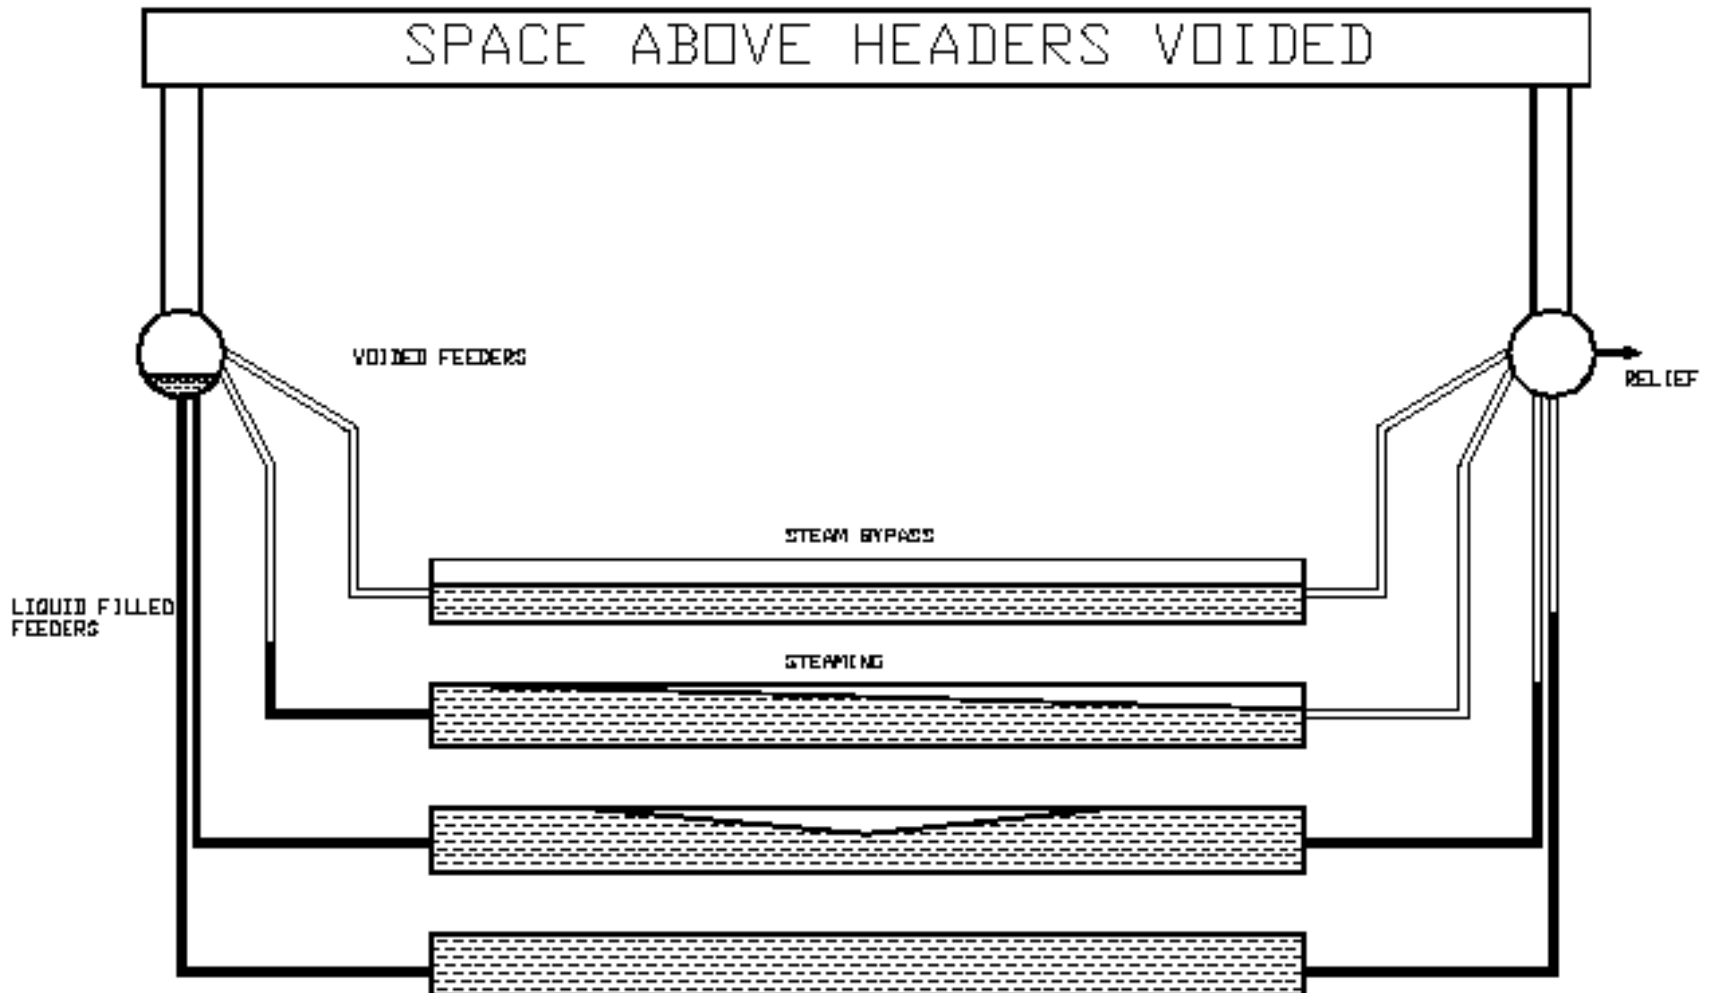 SPACE ABOVE HEADERS VOIDED
VOIDED FEEDERS
RELIEF
STEAM BYPASS
LIQUID FILLED
FEEDERS
STEAMING